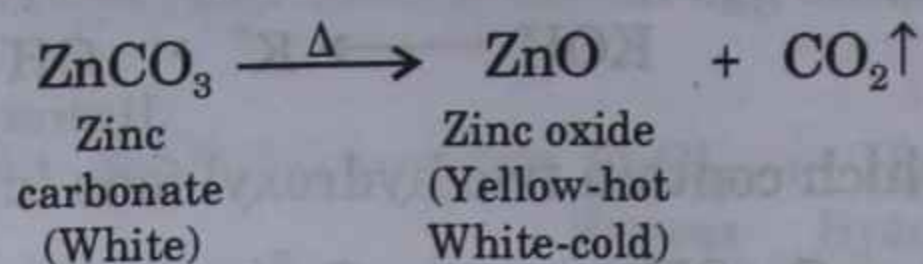 ZnCO₃ —Δ→ ZnO + CO₂↑
Zinc Zinc oxide
carbonate (Yellow-hot
(White) White-cold)